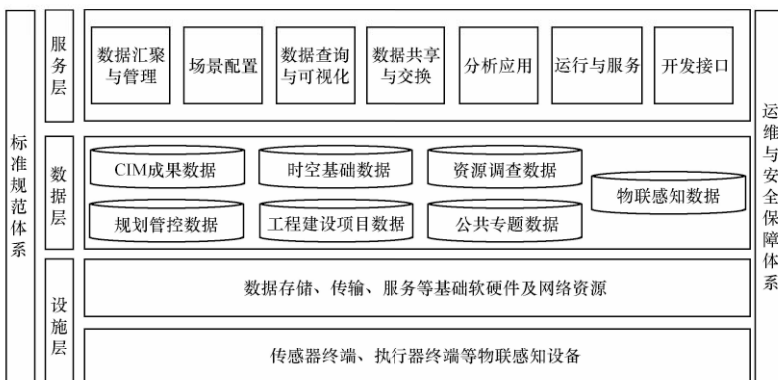 标准规范体系
服务层
数据汇聚
与管理
场景配置
数据查询
与可视化
数据共享
与交换
分析应用
运行与服务
开发接口
数据层
CIM成果数据
时空基础数据
资源调查数据
物联感知数据
规划管控数据
工程建设项目数据
公共专题数据
设施层
数据存储、传输、服务等基础软硬件及网络资源
传感器终端、执行器终端等物联感知设备
运维与安全保障体系